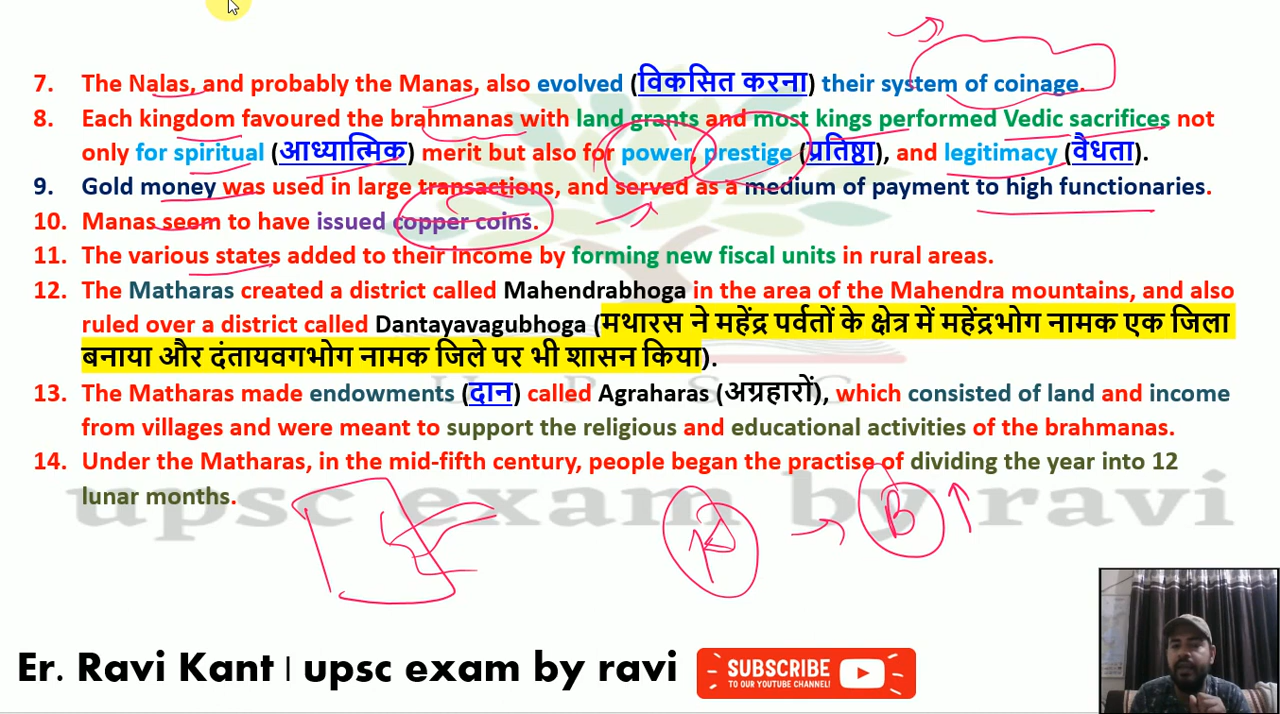 7. The Nalas, and probably the Manas, also evolved (विकसित करना) their system of coinage.
8. Each kingdom favoured the brahmanas with land grants and most kings performed Vedic sacrifices not
only for spiritual (आध्यात्मिक) merit but also for power, prestige (प्रतिष्ठा), and legitimacy (वैधता).
9. Gold money was used in large transactions, and served as a medium of payment to high functionaries.
10. Manas seem to have issued copper coins.
11. The various states added to their income by forming new fiscal units in rural areas.
12. The Matharas created a district called Mahendrabhoga in the area of the Mahendra mountains, and also
ruled over a district called Dantayavagubhoga (मथारस ने महेंद्र पर्वतों के क्षेत्र में महेंद्रभोग नामक एक जिला
बनाया और दंतायवगभोग नामक जिले पर भी शासन किया).
13. The Matharas made endowments (दान) called Agraharas (अग्रहारों), which consisted of land and income
from villages and were meant to support the religious and educational activities of the brahmanas.
14. Under the Matharas, in the mid-fifth century, people began the practise of dividing the year into 12
lunar months.
U P S C
upsc exam by ravi
B
Er. Ravi Kant | upsc exam by ravi
SUBSCRIBE
TO OUR YOUTUBE CHANNEL!